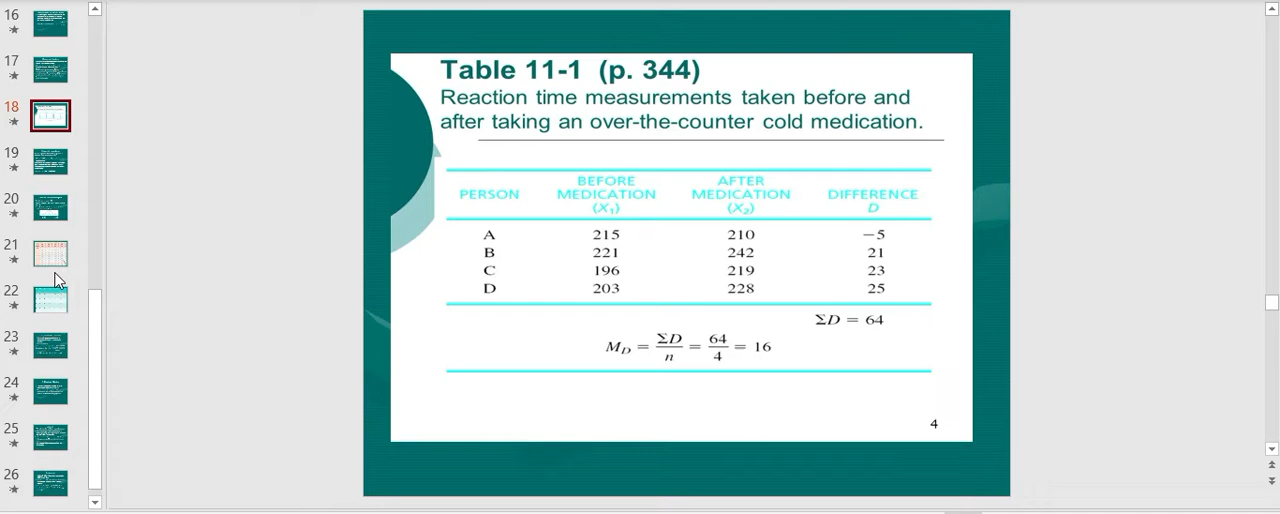 16
17
18
19
20
21
22
23
24
25
26
Table 11-1 (p. 344)
Reaction time measurements taken before and
after taking an over-the-counter cold medication.
PERSON BEFORE MEDICATION (X₁) AFTER MEDICATION (X₂) DIFFERENCE D
A 215 210 −5
B 221 242 21
C 196 219 23
D 203 228 25
ΣD = 64
M_D = ΣD/n = 64/4 = 16
4